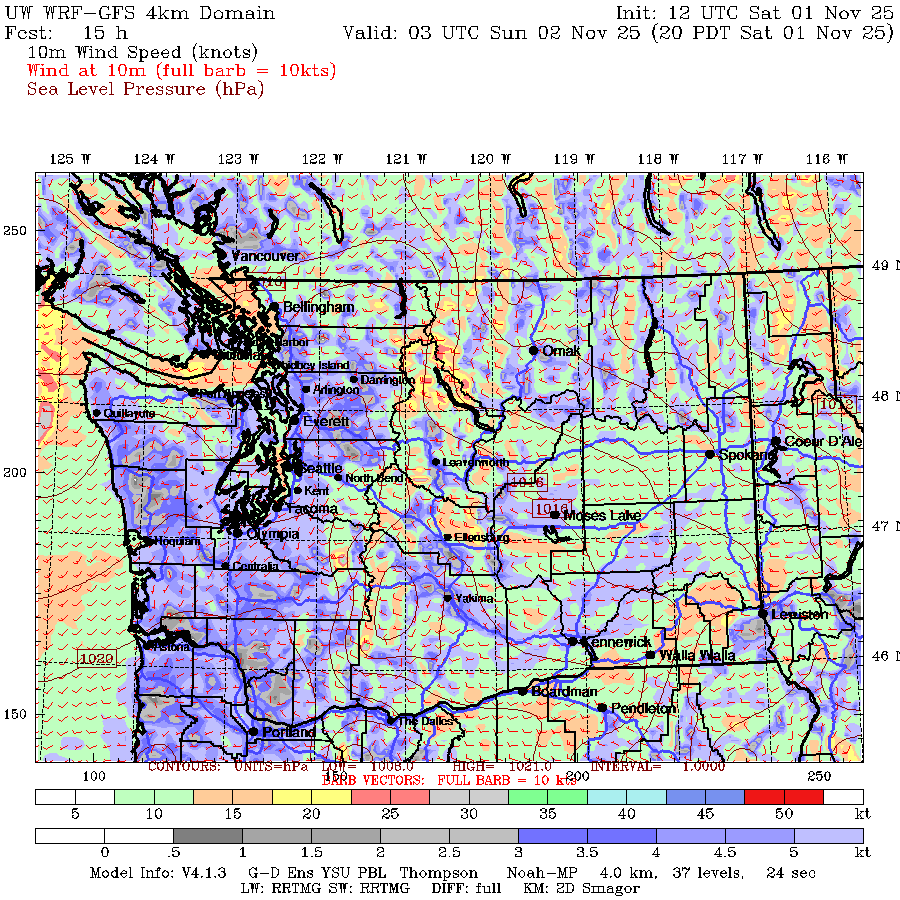 UW WRF-GFS 4km Domain Init: 12 UTC Sat 01 Nov 25
Fcst: 15 h Valid: 03 UTC Sun 02 Nov 25 (20 PDT Sat 01 Nov 25)
10m Wind Speed (knots)
Wind at 10m (full barb = 10kts)
Sea Level Pressure (hPa)
125 W 124 W 123 W 122 W 121 W 120 W 119 W 118 W 117 W 116 W
250
Vancouver
49 N
Bellingham
Harbor
Omak
Whidbey Island
Darrington
Arlington
48 N
1012
Quillayute
Everett
Coeur D'Alene
Spokane
Leavenworth
200
Seattle
North Bend
1016
Kent
Tacoma
1016
Moses Lake
47 N
Olympia
Ellensburg
Hoquiam
Centralia
Yakima
Lewiston
Kennewick
Astoria
Walla Walla
46 N
1020
Boardman
Pendleton
150
The Dalles
Portland
CONTOURS: UNITS=hPa LOW= 1008.0 HIGH= 1021.0 INTERVAL= 1.0000
100 150 200 250
BARB VECTORS: FULL BARB = 10 kts
5 10 15 20 25 30 35 40 45 50 kt
0 .5 1 1.5 2 2.5 3 3.5 4 4.5 5 kt
Model Info: V4.1.3 G-D Ens YSU PBL Thompson Noah-MP 4.0 km, 37 levels, 24 sec
LW: RRTMG SW: RRTMG DIFF: full KM: 2D Smagor